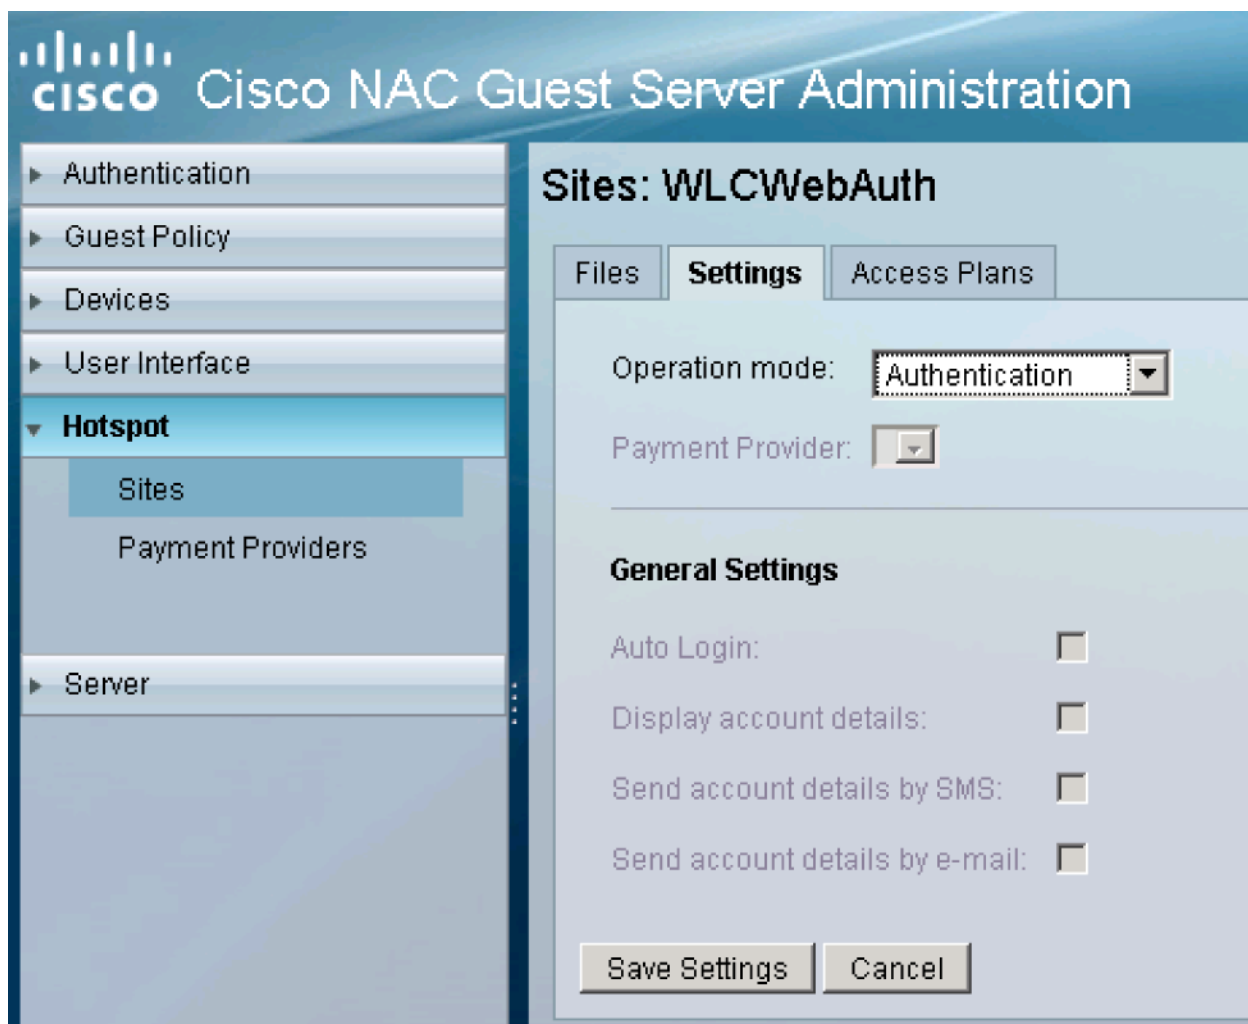 CISCO Cisco NAC Guest Server Administration
Authentication
Guest Policy
Devices
User Interface
Hotspot
Sites
Payment Providers
Server
Sites: WLCWebAuth
Files Settings Access Plans
Operation mode: Authentication
Payment Provider:
General Settings
Auto Login:
Display account details:
Send account details by SMS:
Send account details by e-mail:
Save Settings Cancel